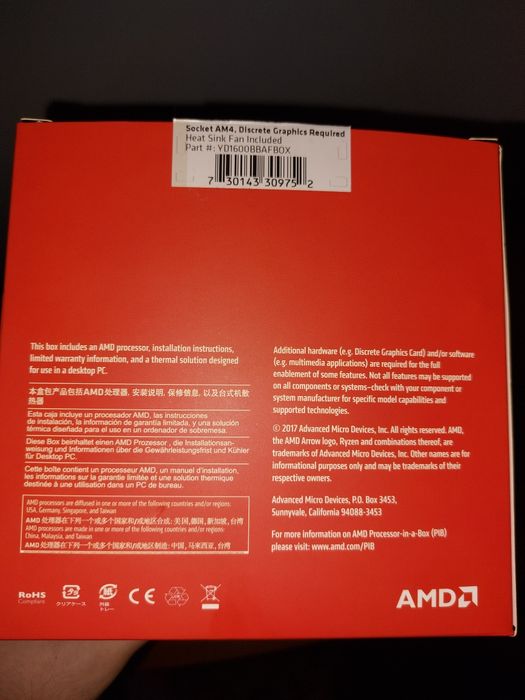 Socket AM4, Discrete Graphics Required
Heat Sink Fan Included
Part #: YD1600BBAFBOX
7 30143 30975 2
This box includes an AMD processor, installation instructions,
limited warranty information, and a thermal solution designed
for use in a desktop PC.
本盒包产品包括AMD处理器, 安装说明, 保修信息, 以及台式机散
热器
Esta caja incluye un procesador AMD, las instrucciones
de instalación, la información de garantía limitada, y una solución
térmica diseñada para el uso en un ordenador de sobremesa.
Diese Box beinhaltet einen AMD Prozessor , die Installationsan-
weisung und Informationen über die Gewährleistungsfrist und Kühler
für Desktop PC.
Cette boîte contient un processeur AMD, un manuel d'installation, des
informations sur la garantie limitée et une solution thermique
destinée à une utilisation dans un PC de bureau.
AMD processors are diffused in one or more of the following countries and/or regions:
USA, Germany, Singapore, and Taiwan
AMD 处理器在下列一个或多个国家和/或地区合成: 美国, 德国, 新加坡, 台湾
AMD processors are made in one or more of the following countries and/or regions:
China, Malaysia, and Taiwan
AMD 处理器在下列一个或多个国家和/或地区制造: 中国, 马来西亚, 台湾
Additional hardware (e.g. Discrete Graphics Card) and/or software
(e.g. multimedia applications) are required for the full
enablement of some features. Not all features may be supported
on all components or systems–check with your component or
system manufacturer for specific model capabilities and
supported technologies.
© 2017 Advanced Micro Devices, Inc. All rights reserved. AMD,
the AMD Arrow logo, Ryzen and combinations thereof, are
trademarks of Advanced Micro Devices, Inc. Other names are for
informational purposes only and may be trademarks of their
respective owners.
Advanced Micro Devices, P.O. Box 3453,
Sunnyvale, California 94088-3453
For more information on AMD Processor-in-a-Box (PIB)
please visit: www.amd.com/PIB
RoHS
Compliant
プラ
クリアケース
外紙
トレー
CE
AMD